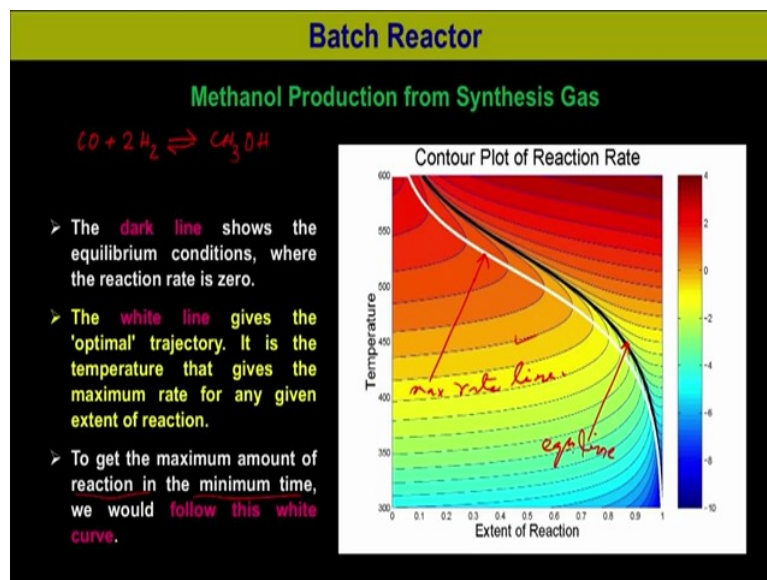 Batch Reactor
Methanol Production from Synthesis Gas
CO + 2H₂ ⇌ CH₃OH
➢ The dark line shows the
equilibrium conditions, where
the reaction rate is zero.
➢ The white line gives the
'optimal' trajectory. It is the
temperature that gives the
maximum rate for any given
extent of reaction.
➢ To get the maximum amount of
reaction in the minimum time,
we would follow this white
curve.
Contour Plot of Reaction Rate
Temperature
600
550
500
450
400
350
300
max rate line.
eqm line
0 0.1 0.2 0.3 0.4 0.5 0.6 0.7 0.8 0.9 1
Extent of Reaction
4
2
0
-2
-4
-6
-8
-10